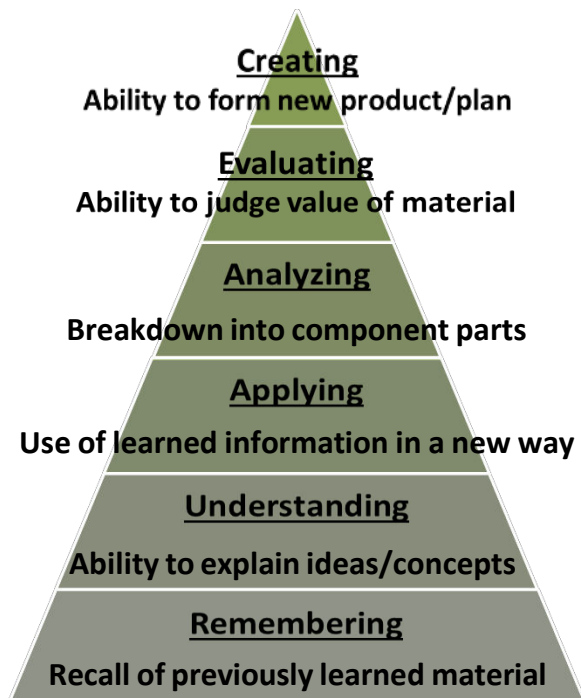 Creating
Ability to form new product/plan
Evaluating
Ability to judge value of material
Analyzing
Breakdown into component parts
Applying
Use of learned information in a new way
Understanding
Ability to explain ideas/concepts
Remembering
Recall of previously learned material